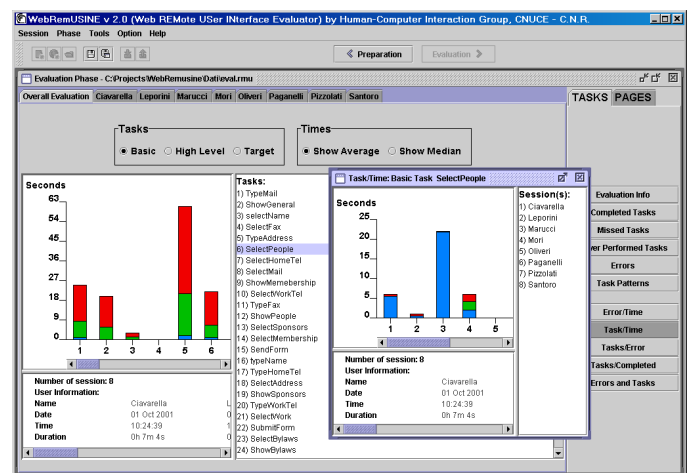 WebRemUSINE v 2.0 (Web REMote USer INterface Evaluator) by Human-Computer Interaction Group, CNUCE - C.N.R.
Session Phase Tools Option Help
Preparation
Evaluation
Evaluation Phase - C:\Projects\WebRemusine\Dati\eval.rmu
Overall Evaluation Ciavarella Leporini Marucci Mori Oliveri Paganelli Pizzolati Santoro
TASKS PAGES
Tasks
Basic High Level Target
Times
Show Average Show Median
Seconds
63
54
45
36
27
18
9
0
1 2 3 4 5 6
Number of session: 8
User Information:
Name Ciavarella L
Date 01 Oct 2001 0
Time 10:24:39 1
Duration 0h 7m 4s 0
Tasks:
1) TypeMail
2) ShowGeneral
3) selectName
4) SelectFax
5) TypeAddress
6) SelectPeople
7) SelectHomeTel
8) SelectMail
9) ShowMemebership
10) SelectWorkTel
11) TypeFax
12) ShowPeople
13) SelectSponsors
14) SelectMembership
15) SendForm
16) typeName
17) TypeHomeTel
18) SelectAddress
19) ShowSponsors
20) TypeWorkTel
21) SelectWork
22) SubmitForm
23) SelectBylaws
24) ShowBylaws
Task/Time: Basic Task SelectPeople
Seconds
25
20
15
10
5
0
1 2 3 4 5
Number of session: 8
User Information:
Name Ciavarella
Date 01 Oct 2001
Time 10:24:39
Duration 0h 7m 4s
Session(s):
1) Ciavarella
2) Leporini
3) Marucci
4) Mori
5) Oliveri
6) Paganelli
7) Pizzolati
8) Santoro
Evaluation Info
Completed Tasks
Missed Tasks
ver Performed Tasks
Errors
Task Patterns
Error/Time
Task/Time
Tasks/Error
Tasks/Completed
Errors and Tasks